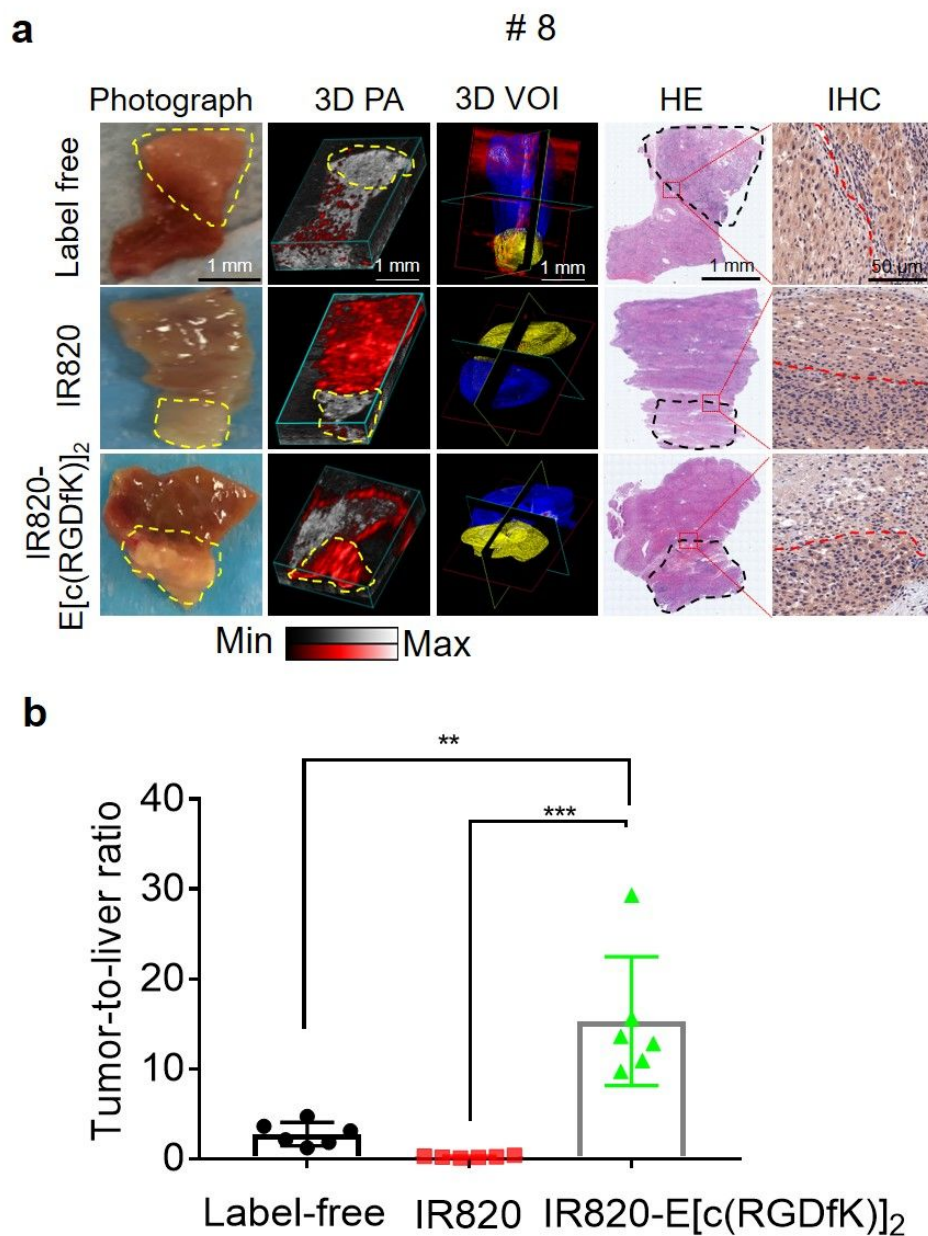 a
# 8
Photograph 3D PA 3D VOI HE IHC
Label free
1 mm 1 mm 1 mm 1 mm 50 µm
IR820
IR820-
E[c(RGDfK)]2
Min Max
b
**
***
Tumor-to-liver ratio
40
30
20
10
0
Label-free IR820 IR820-E[c(RGDfK)]2